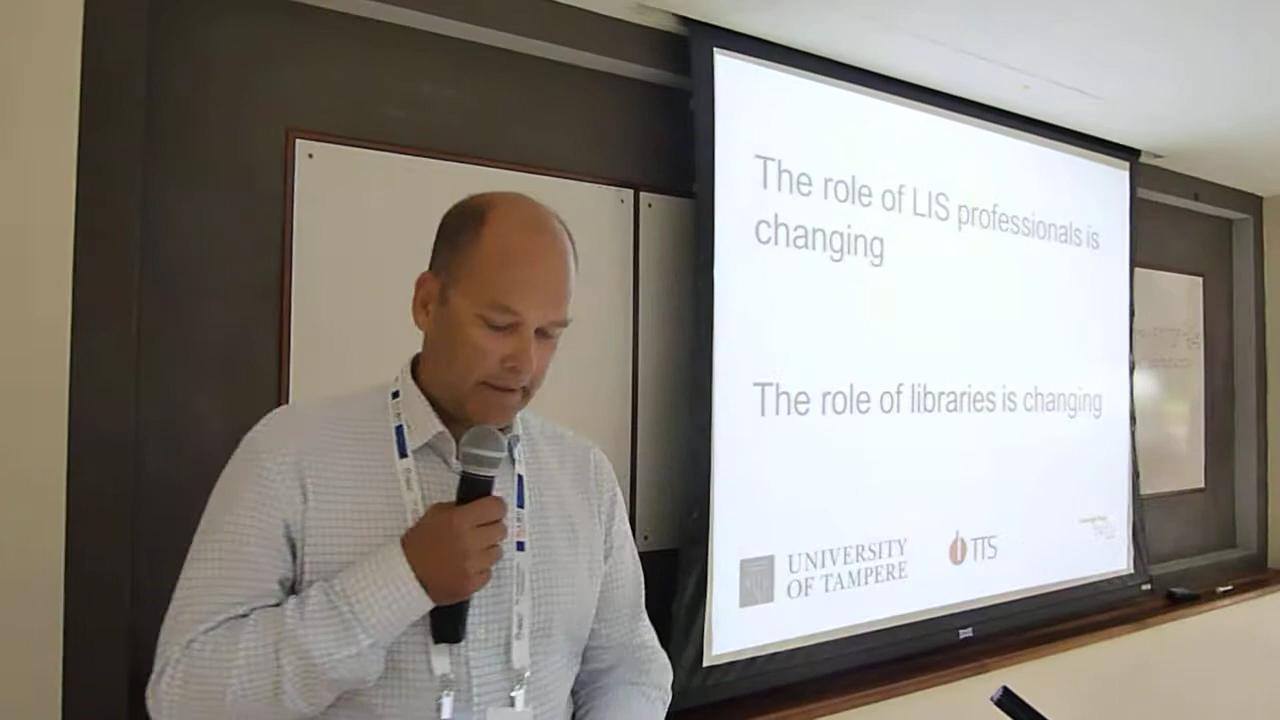 The role of LIS professionals is
changing
The role of libraries is changing
UNIVERSITY
OF TAMPERE
TTS